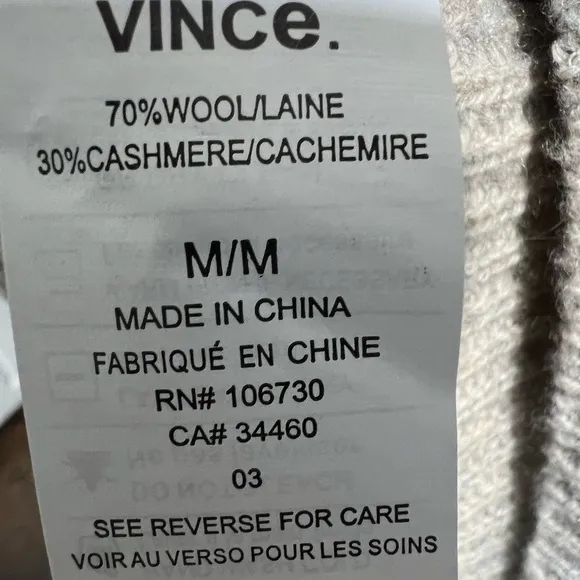 VINCe.
70%WOOL/LAINE
30%CASHMERE/CACHEMIRE
M/M
MADE IN CHINA
FABRIQUÉ EN CHINE
RN# 106730
CA# 34460
03
SEE REVERSE FOR CARE
VOIR AU VERSO POUR LES SOINS